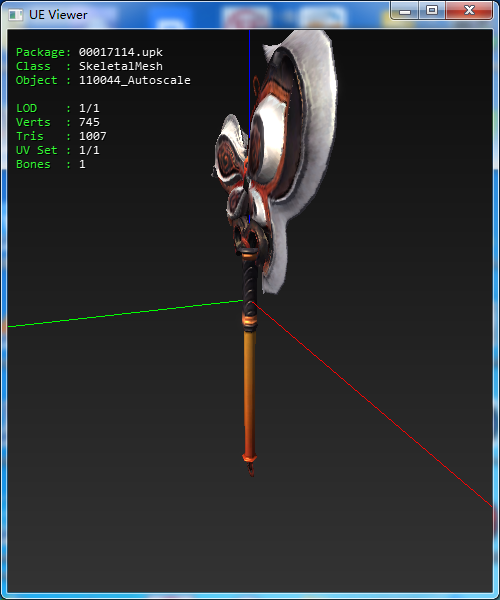 UE Viewer
Package: 00017114.upk
Class  : SkeletalMesh
Object : 110044_Autoscale
LOD    : 1/1
Verts  : 745
Tris   : 1007
UV Set : 1/1
Bones  : 1